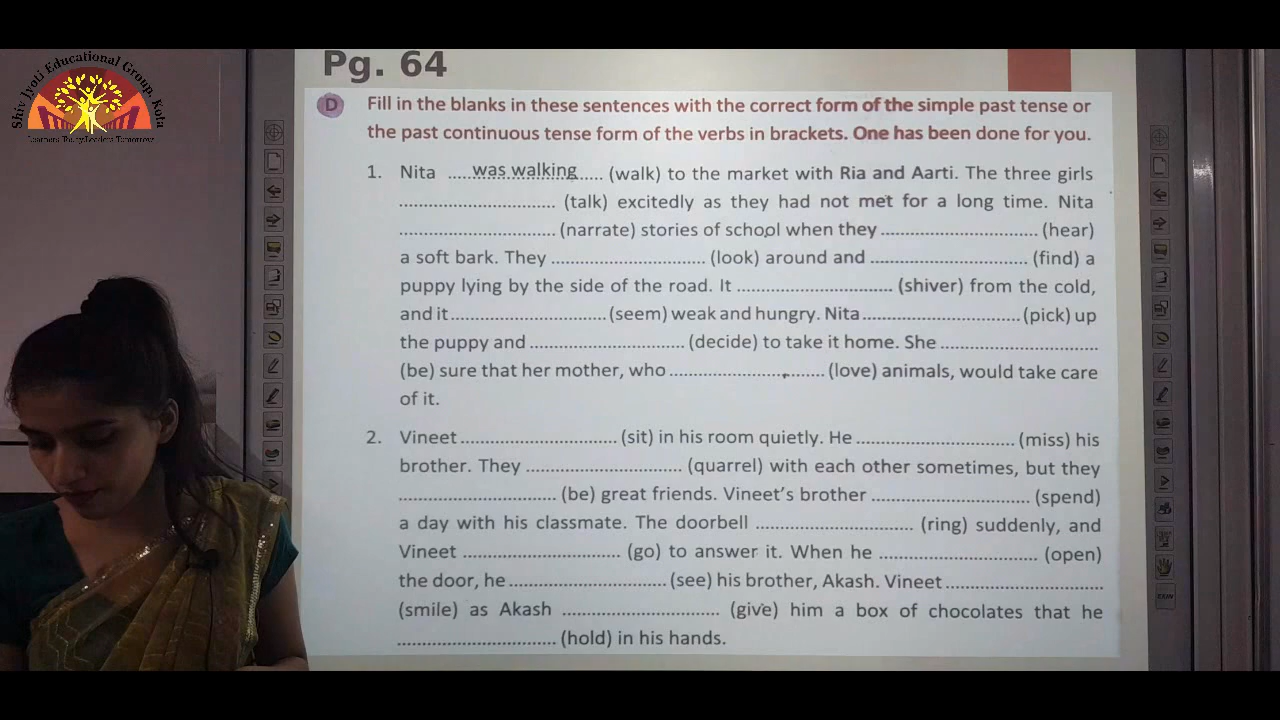 Shiv Jyoti Educational Group, Kota
Learners Today, Leaders Tomorrow
Pg. 64
D Fill in the blanks in these sentences with the correct form of the simple past tense or
the past continuous tense form of the verbs in brackets. One has been done for you.
1. Nita .....was walking..... (walk) to the market with Ria and Aarti. The three girls
............................... (talk) excitedly as they had not met for a long time. Nita
............................... (narrate) stories of school when they ............................... (hear)
a soft bark. They ............................... (look) around and ............................... (find) a
puppy lying by the side of the road. It ............................... (shiver) from the cold,
and it ............................... (seem) weak and hungry. Nita ............................... (pick) up
the puppy and ............................... (decide) to take it home. She ...............................
(be) sure that her mother, who ............................... (love) animals, would take care
of it.
2. Vineet ............................... (sit) in his room quietly. He ............................... (miss) his
brother. They ............................... (quarrel) with each other sometimes, but they
............................... (be) great friends. Vineet's brother ............................... (spend)
a day with his classmate. The doorbell ............................... (ring) suddenly, and
Vineet ............................... (go) to answer it. When he ............................... (open)
the door, he ............................... (see) his brother, Akash. Vineet ...............................
(smile) as Akash ............................... (give) him a box of chocolates that he
............................... (hold) in his hands.